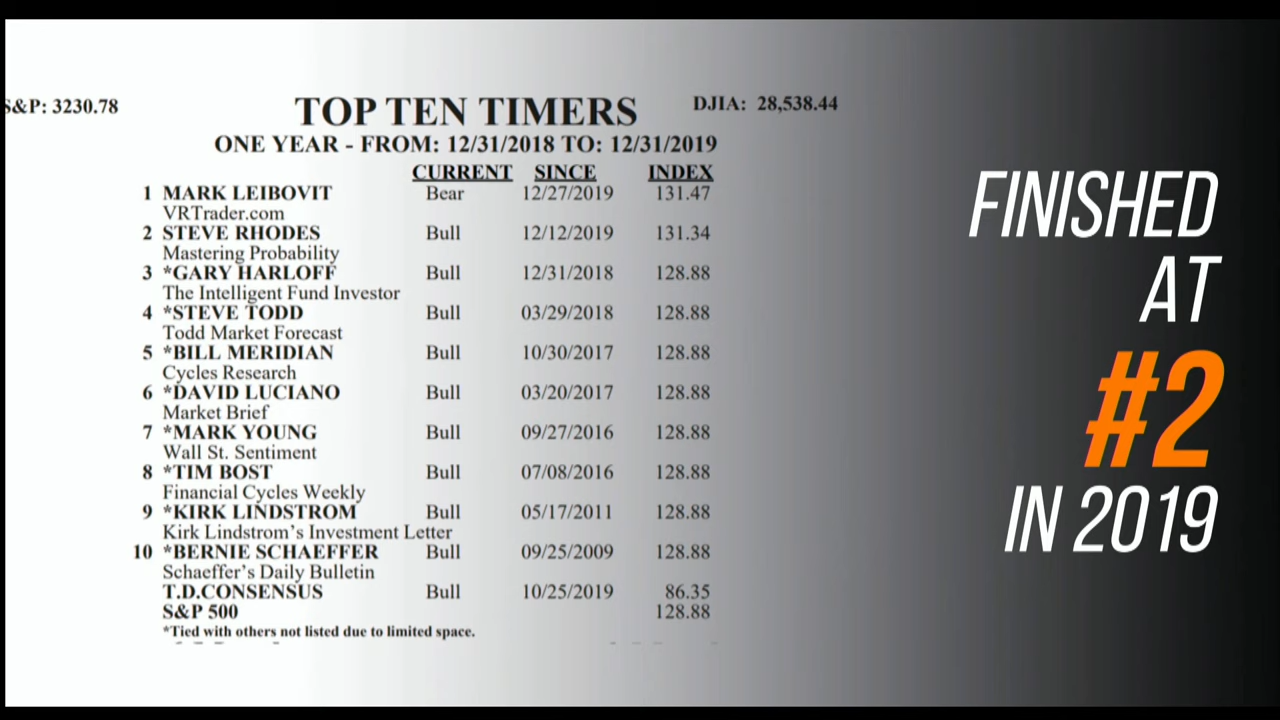 S&P: 3230.78
TOP TEN TIMERS
DJIA: 28,538.44
ONE YEAR - FROM: 12/31/2018 TO: 12/31/2019
CURRENT SINCE INDEX
1 MARK LEIBOVIT Bear 12/27/2019 131.47
VRTrader.com
2 STEVE RHODES Bull 12/12/2019 131.34
Mastering Probability
3 *GARY HARLOFF Bull 12/31/2018 128.88
The Intelligent Fund Investor
4 *STEVE TODD Bull 03/29/2018 128.88
Todd Market Forecast
5 *BILL MERIDIAN Bull 10/30/2017 128.88
Cycles Research
6 *DAVID LUCIANO Bull 03/20/2017 128.88
Market Brief
7 *MARK YOUNG Bull 09/27/2016 128.88
Wall St. Sentiment
8 *TIM BOST Bull 07/08/2016 128.88
Financial Cycles Weekly
9 *KIRK LINDSTROM Bull 05/17/2011 128.88
Kirk Lindstrom's Investment Letter
10 *BERNIE SCHAEFFER Bull 09/25/2009 128.88
Schaeffer's Daily Bulletin
T.D.CONSENSUS Bull 10/25/2019 86.35
S&P 500 128.88
*Tied with others not listed due to limited space.
FINISHED
AT
#2
IN 2019